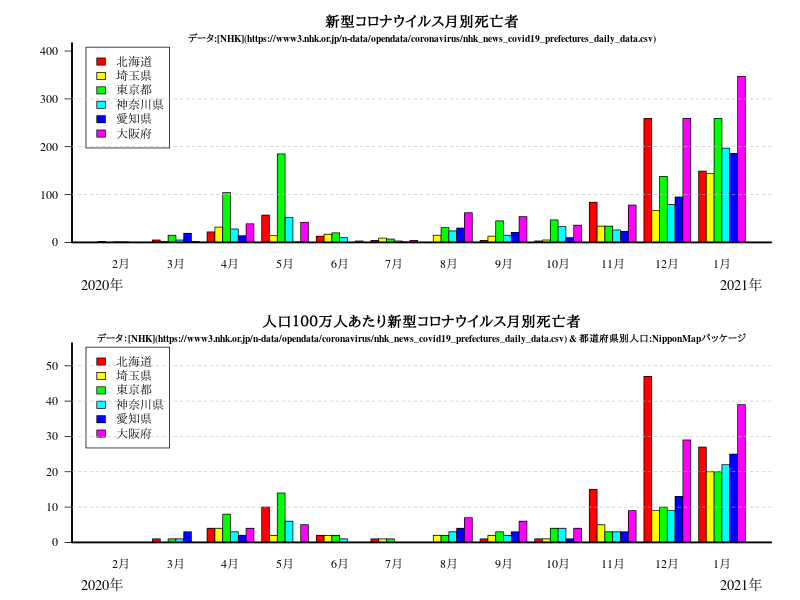 新型コロナウイルス月別死亡者
データ:[NHK](https://www3.nhk.or.jp/n-data/opendata/coronavirus/nhk_news_covid19_prefectures_daily_data.csv)
400
300
200
100
0
北海道
埼玉県
東京都
神奈川県
愛知県
大阪府
2月 3月 4月 5月 6月 7月 8月 9月 10月 11月 12月 1月
2020年 2021年
人口100万人あたり新型コロナウイルス月別死亡者
データ:[NHK](https://www3.nhk.or.jp/n-data/opendata/coronavirus/nhk_news_covid19_prefectures_daily_data.csv) & 都道府県別人口:NipponMapパッケージ
50
40
30
20
10
0
北海道
埼玉県
東京都
神奈川県
愛知県
大阪府
2月 3月 4月 5月 6月 7月 8月 9月 10月 11月 12月 1月
2020年 2021年